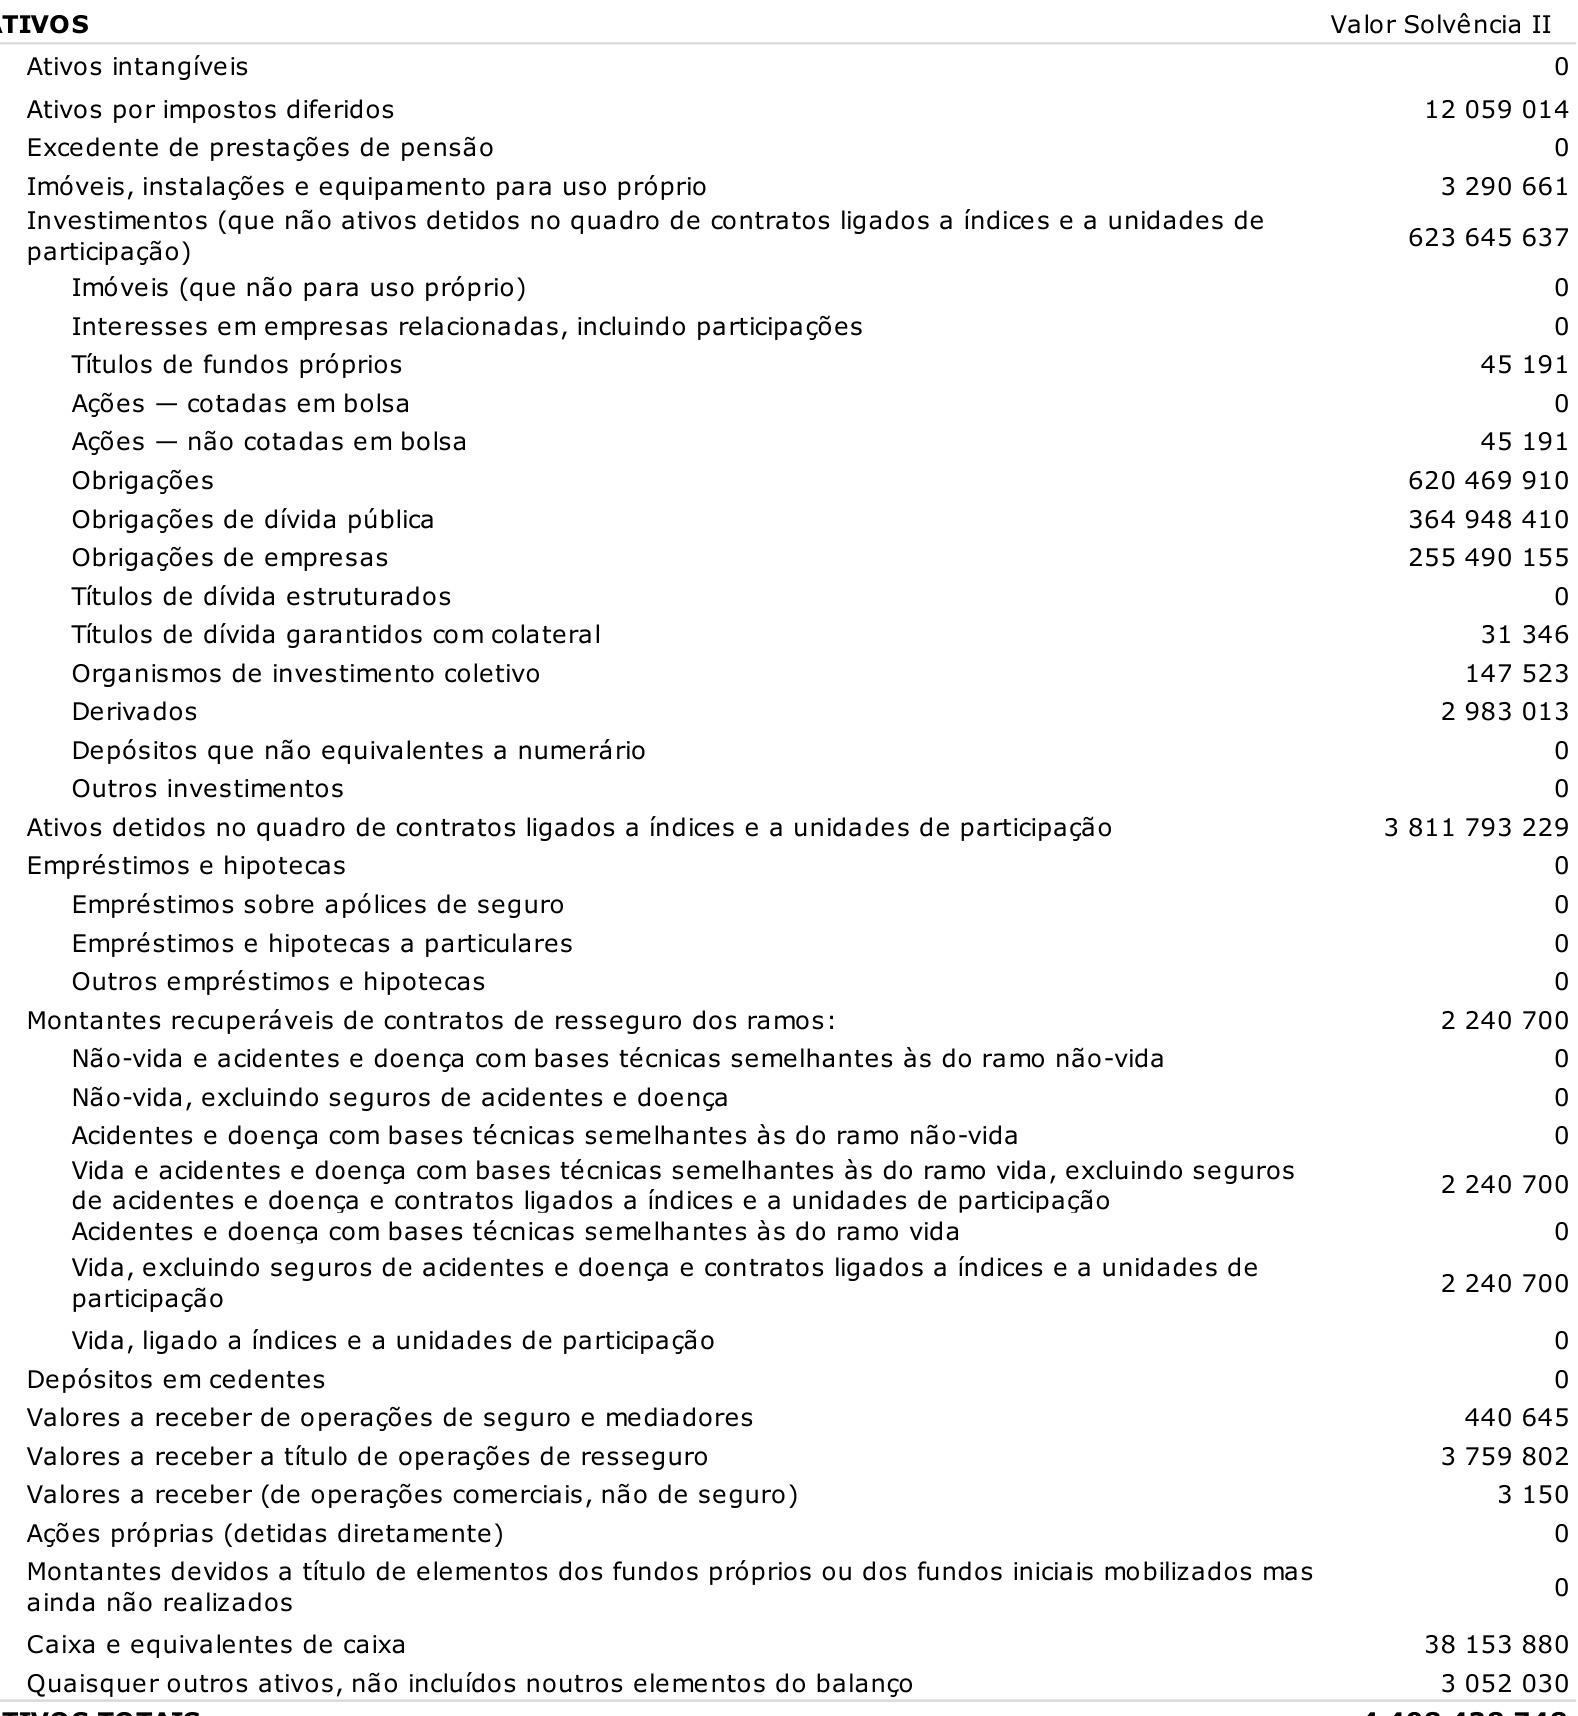 ATIVOS Valor Solvência II
Ativos intangíveis 0
Ativos por impostos diferidos 12 059 014
Excedente de prestações de pensão 0
Imóveis, instalações e equipamento para uso próprio 3 290 661
Investimentos (que não ativos detidos no quadro de contratos ligados a índices e a unidades de
participação) 623 645 637
Imóveis (que não para uso próprio) 0
Interesses em empresas relacionadas, incluindo participações 0
Títulos de fundos próprios 45 191
Ações — cotadas em bolsa 0
Ações — não cotadas em bolsa 45 191
Obrigações 620 469 910
Obrigações de dívida pública 364 948 410
Obrigações de empresas 255 490 155
Títulos de dívida estruturados 0
Títulos de dívida garantidos com colateral 31 346
Organismos de investimento coletivo 147 523
Derivados 2 983 013
Depósitos que não equivalentes a numerário 0
Outros investimentos 0
Ativos detidos no quadro de contratos ligados a índices e a unidades de participação 3 811 793 229
Empréstimos e hipotecas 0
Empréstimos sobre apólices de seguro 0
Empréstimos e hipotecas a particulares 0
Outros empréstimos e hipotecas 0
Montantes recuperáveis de contratos de resseguro dos ramos: 2 240 700
Não-vida e acidentes e doença com bases técnicas semelhantes às do ramo não-vida 0
Não-vida, excluindo seguros de acidentes e doença 0
Acidentes e doença com bases técnicas semelhantes às do ramo não-vida 0
Vida e acidentes e doença com bases técnicas semelhantes às do ramo vida, excluindo seguros
de acidentes e doença e contratos ligados a índices e a unidades de participação 2 240 700
Acidentes e doença com bases técnicas semelhantes às do ramo vida 0
Vida, excluindo seguros de acidentes e doença e contratos ligados a índices e a unidades de
participação 2 240 700
Vida, ligado a índices e a unidades de participação 0
Depósitos em cedentes 0
Valores a receber de operações de seguro e mediadores 440 645
Valores a receber a título de operações de resseguro 3 759 802
Valores a receber (de operações comerciais, não de seguro) 3 150
Ações próprias (detidas diretamente) 0
Montantes devidos a título de elementos dos fundos próprios ou dos fundos iniciais mobilizados mas
ainda não realizados 0
Caixa e equivalentes de caixa 38 153 880
Quaisquer outros ativos, não incluídos noutros elementos do balanço 3 052 030
ATIVOS TOTAIS 4 498 438 748